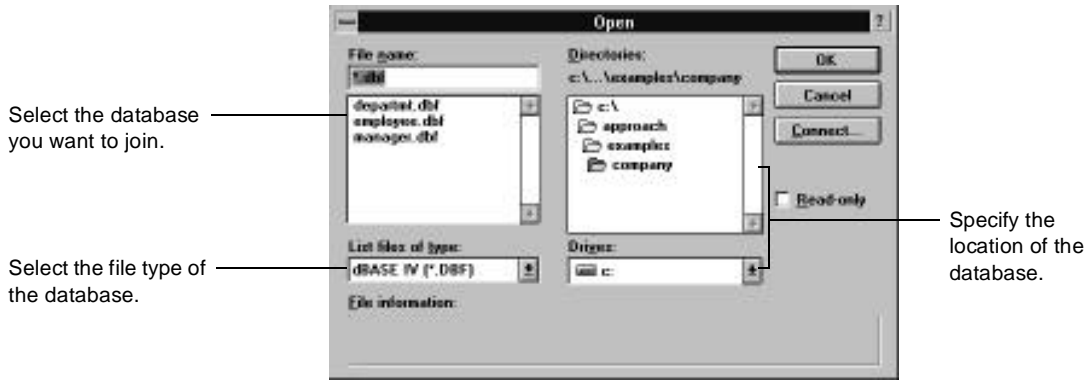 Open
?
File name:
*.dbf
departmt.dbf
employee.dbf
manager.dbf
List files of type:
dBASE IV (*.DBF)
File information:
Directories:
c:\...\examples\company
c:\
approach
examples
company
Drives:
c:
OK
Cancel
Connect...
Read-only
Select the database
you want to join.
Select the file type of
the database.
Specify the
location of the
database.